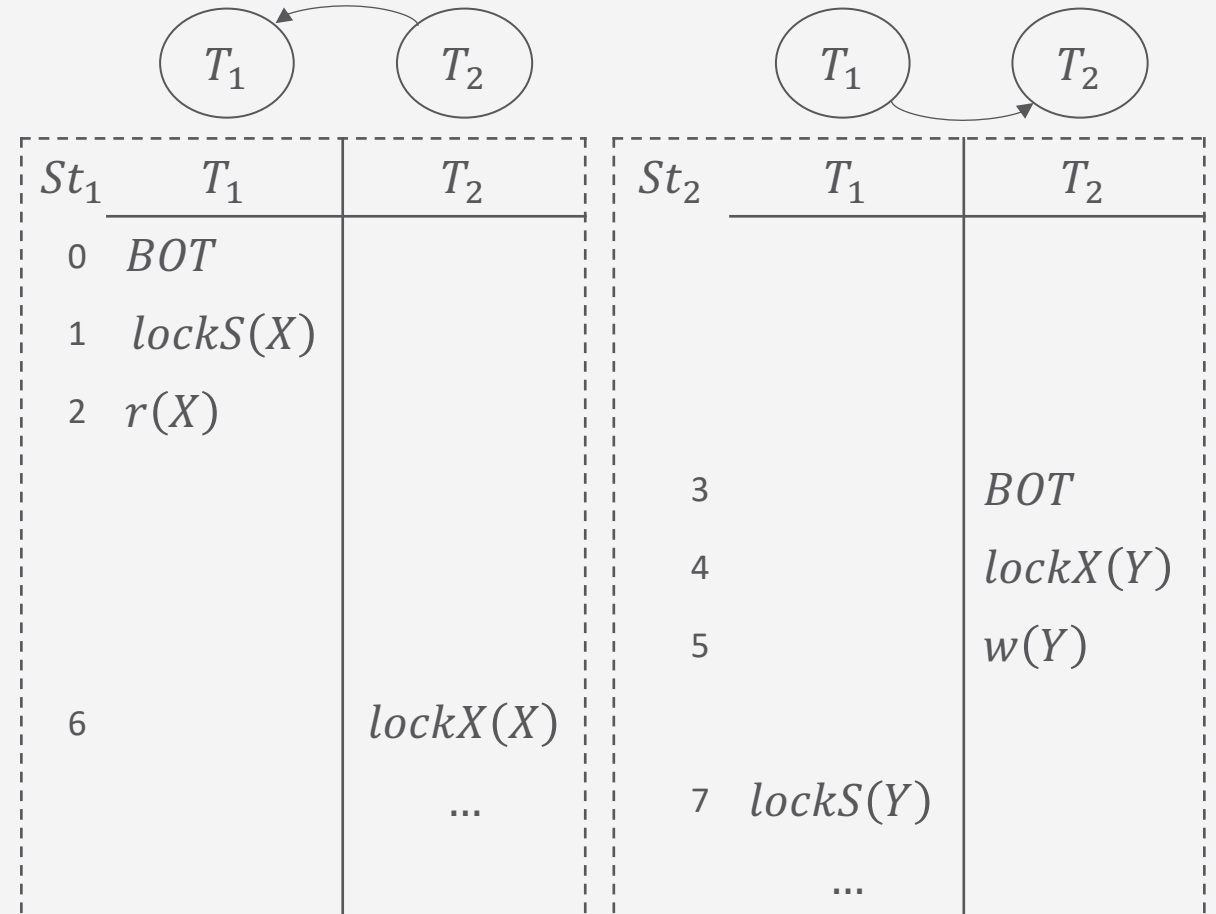 T₁ T₂ T₁ T₂
St₁ T₁ T₂ St₂ T₁ T₂
0 BOT
1 lockS(X)
2 r(X)
3 BOT
4 lockX(Y)
5 w(Y)
6 lockX(X)
... 7 lockS(Y)
...